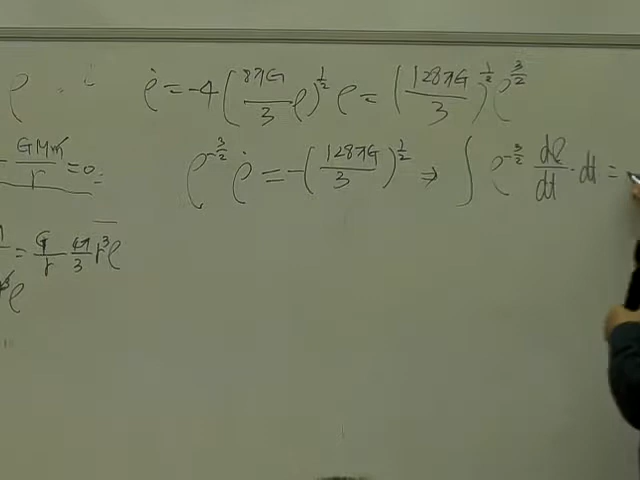 ρ
ρ̇ = -4 ( 8πG/3 ρ )^{1/2} ρ = ( 128πG/3 )^{1/2} ρ^{3/2}
- GMm/r = 0
ρ^{-3/2} ρ̇ = - ( 128πG/3 )^{1/2} ⇒ ∫ ρ^{-3/2} dρ/dt · dt =
= G/r 4π/3 r^3 ρ
ρ